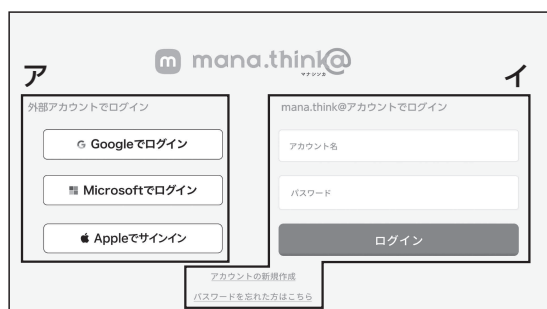 mana.think@
マナシンカ
ア
イ
外部アカウントでログイン
Googleでログイン
Microsoftでログイン
Appleでサインイン
mana.think@アカウントでログイン
アカウント名
パスワード
ログイン
アカウントの新規作成
パスワードを忘れた方はこちら